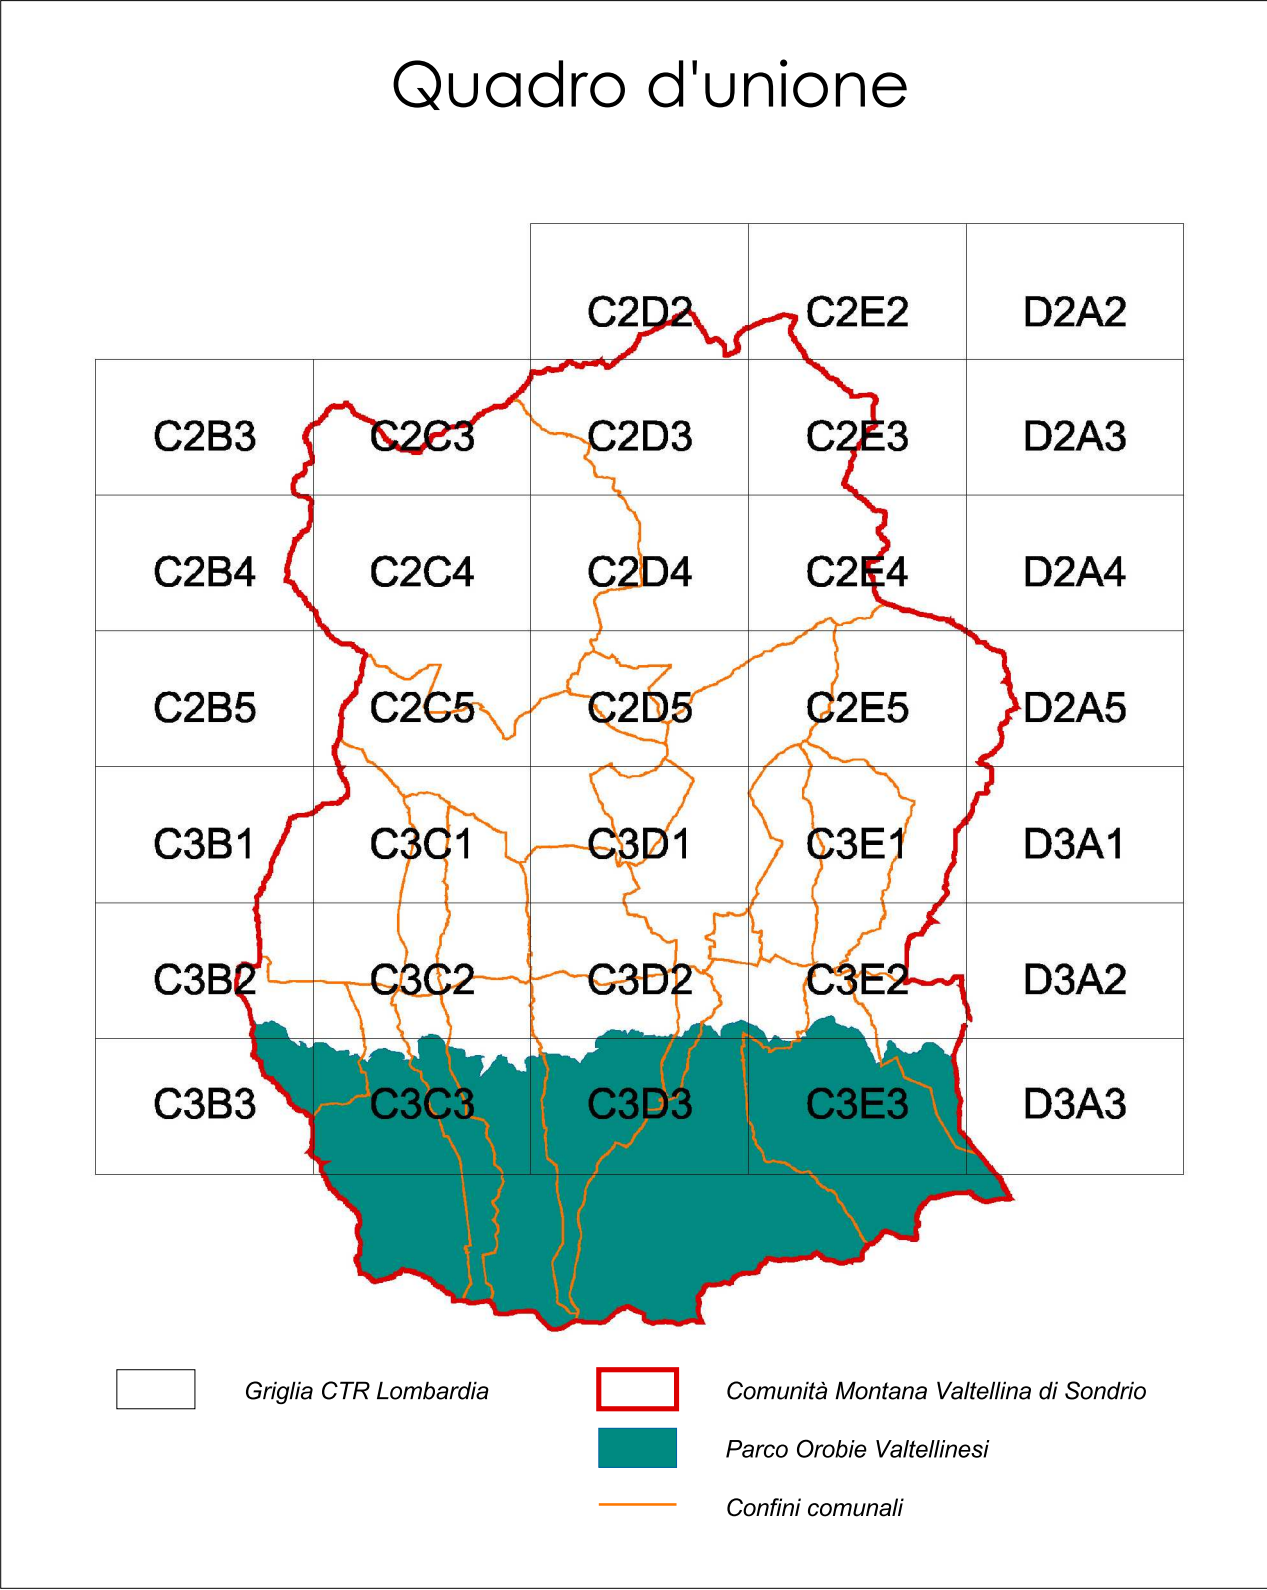 Quadro d'unione
C2D2 C2E2 D2A2
C2B3 C2C3 C2D3 C2E3 D2A3
C2B4 C2C4 C2D4 C2E4 D2A4
C2B5 C2C5 C2D5 C2E5 D2A5
C3B1 C3C1 C3D1 C3E1 D3A1
C3B2 C3C2 C3D2 C3E2 D3A2
C3B3 C3C3 C3D3 C3E3 D3A3
Griglia CTR Lombardia
Comunità Montana Valtellina di Sondrio
Parco Orobie Valtellinesi
Confini comunali